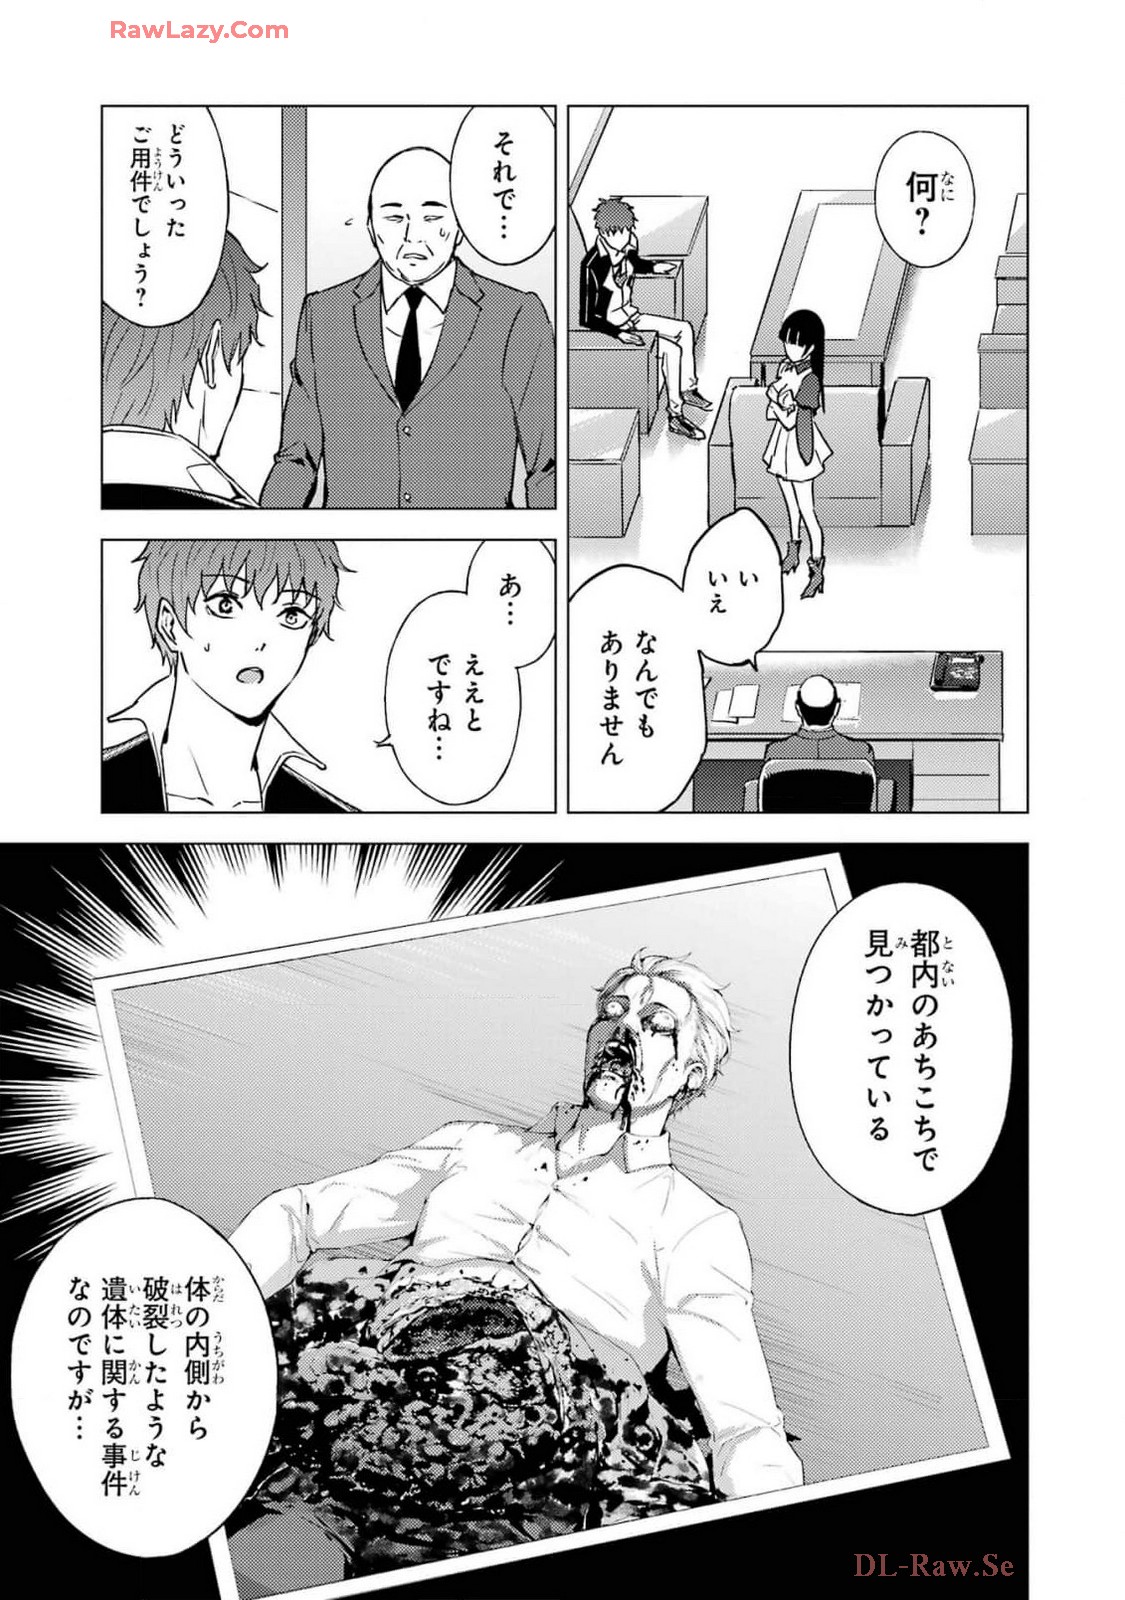 RawLazy.Com
何?
いいえ
なんでも
ありません
それで…
どういった
ご用件でしょう?
あ…
ええと
ですね…
都内のあちこちで
見つかっている
体の内側から
破裂したような
遺体に関する事件
なのですが…
DL-Raw.Se